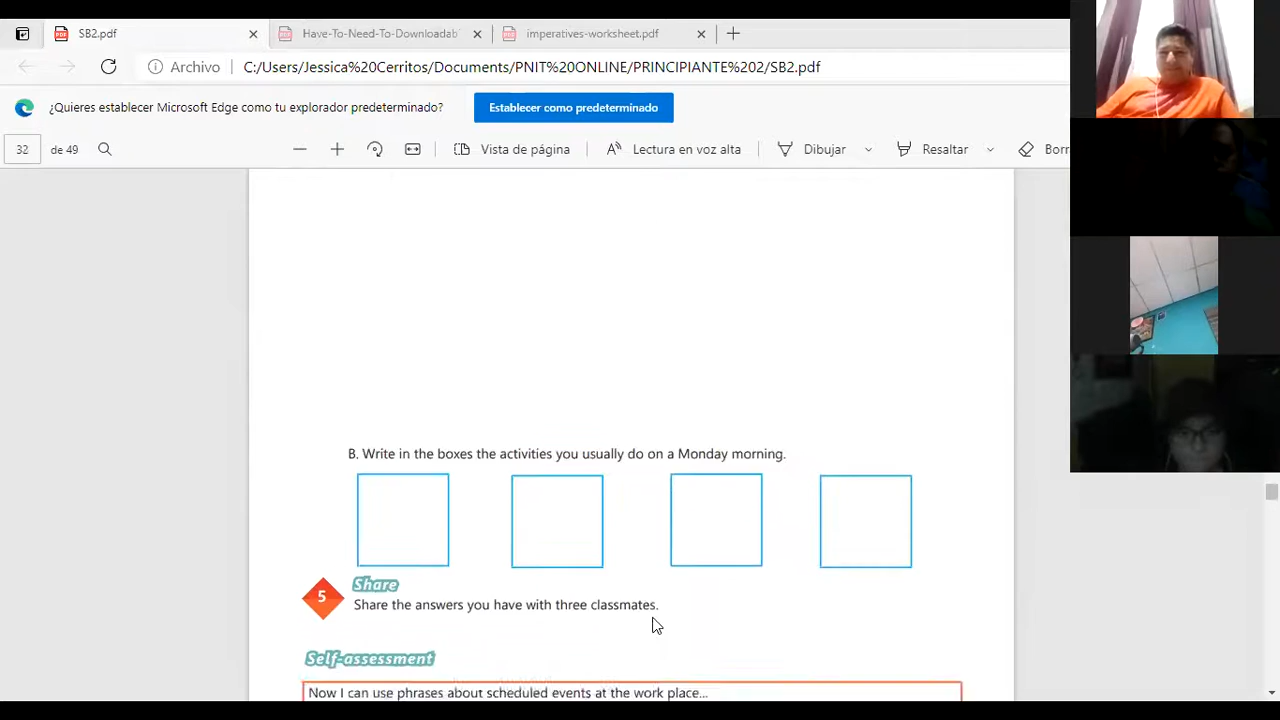 SB2.pdf
Have-To-Need-To-Downloadab
imperatives-worksheet.pdf
Archivo
C:/Users/Jessica%20Cerritos/Documents/PNIT%20ONLINE/PRINCIPIANTE%202/SB2.pdf
¿Quieres establecer Microsoft Edge como tu explorador predeterminado?
Establecer como predeterminado
32 de 49
Vista de página
Lectura en voz alta
Dibujar
Resaltar
Borr
B. Write in the boxes the activities you usually do on a Monday morning.
Share
5
Share the answers you have with three classmates.
Self-assessment
Now I can use phrases about scheduled events at the work place...